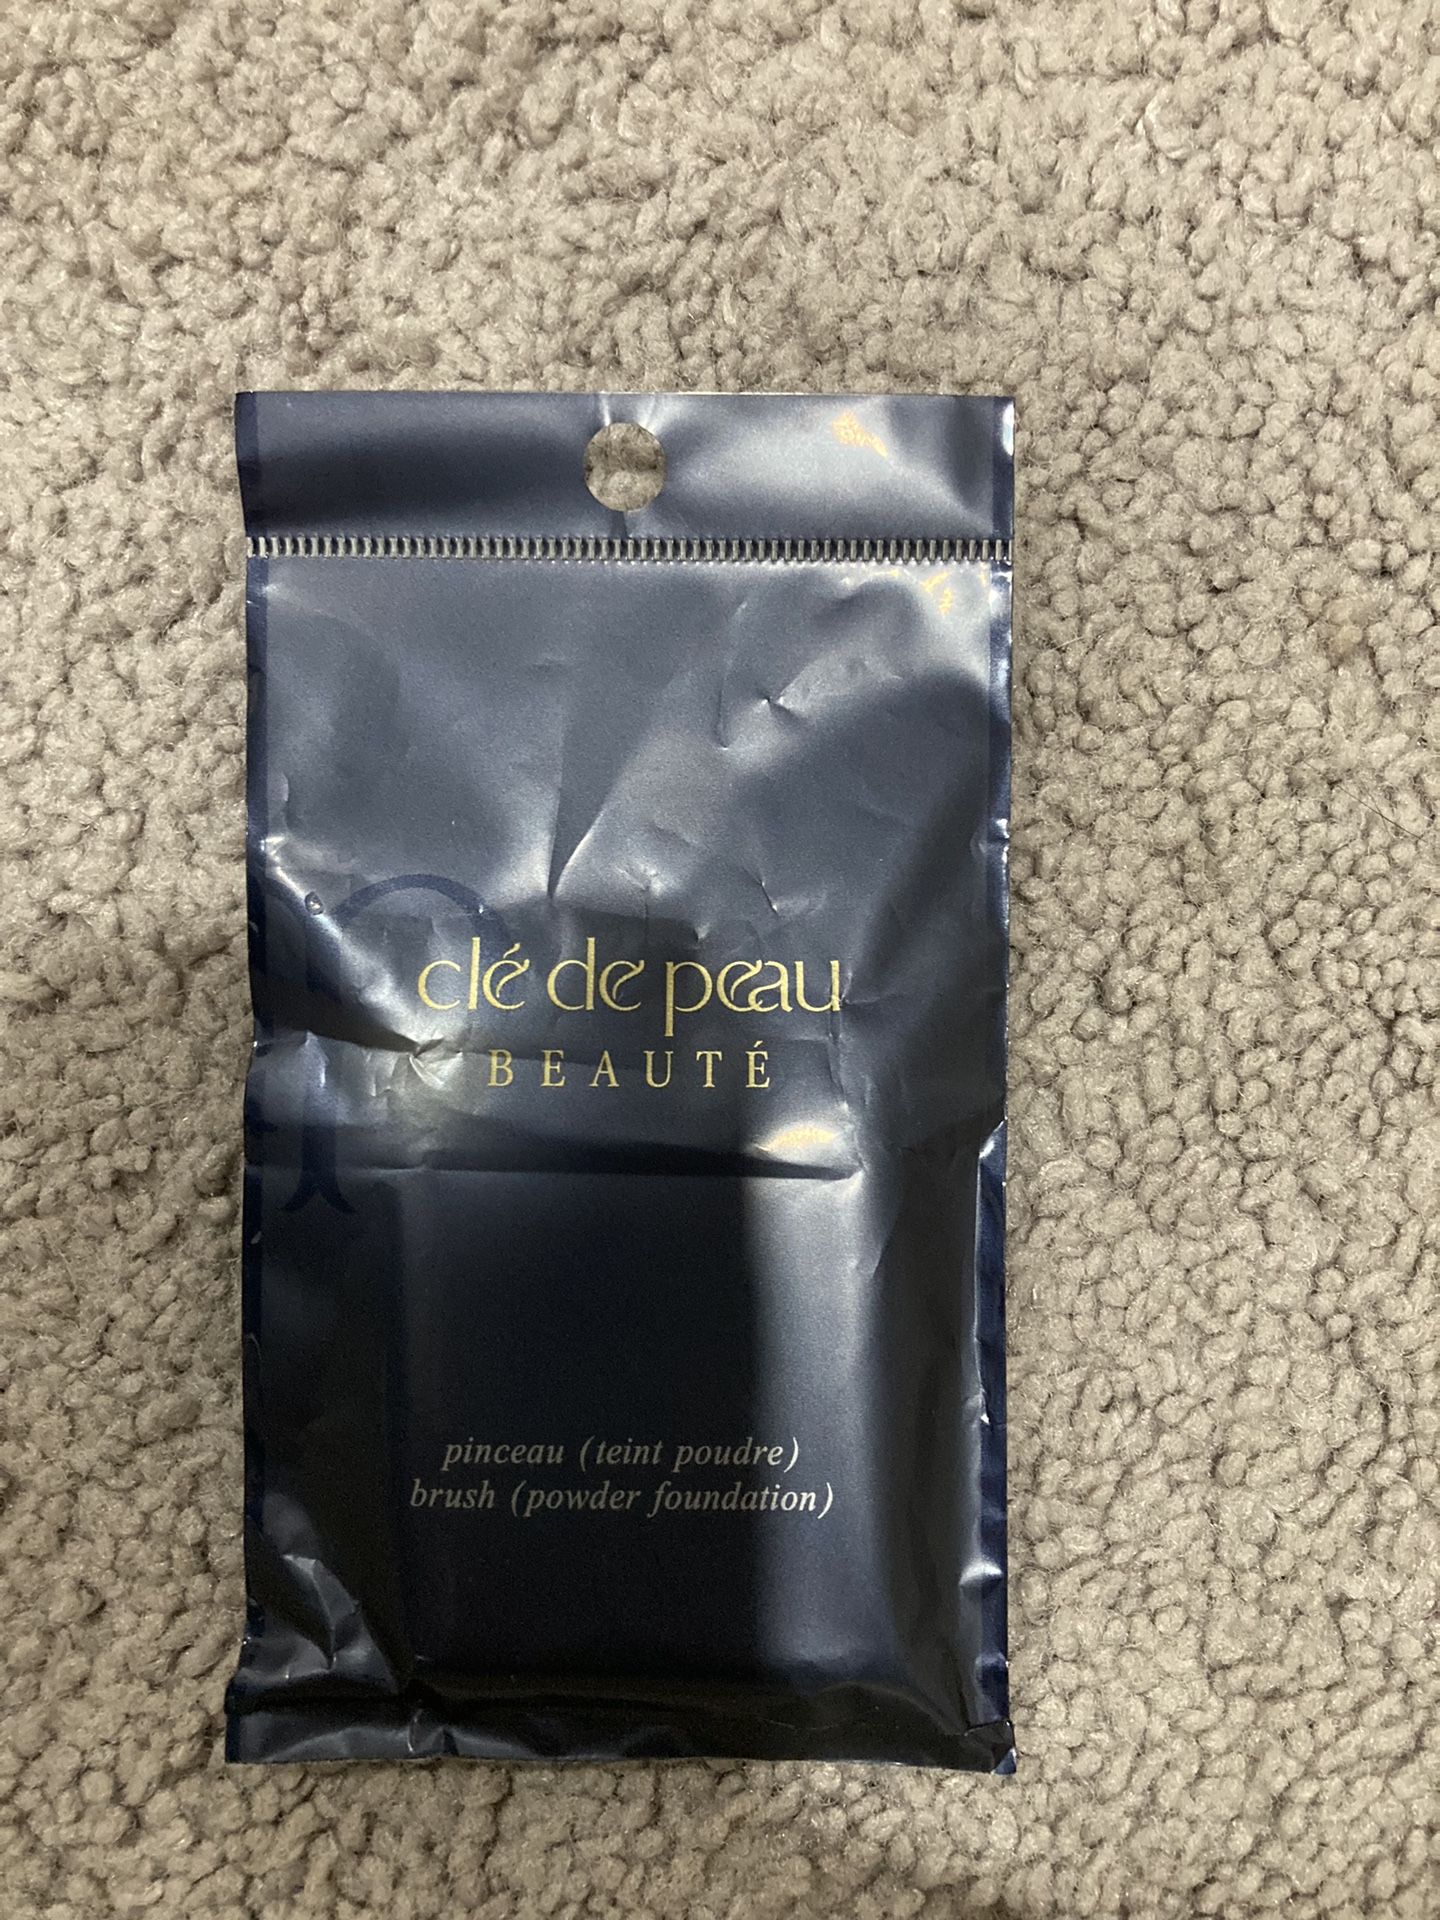 clé de peau
BEAUTÉ
pinceau (teint poudre)
brush (powder foundation)